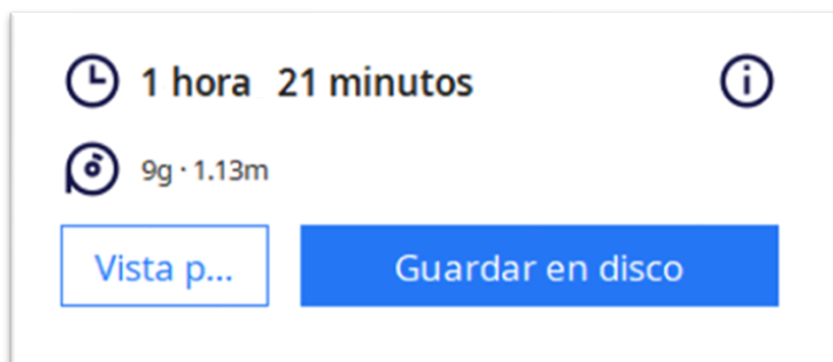 1 hora 21 minutos
9g · 1.13m
Vista p...
Guardar en disco